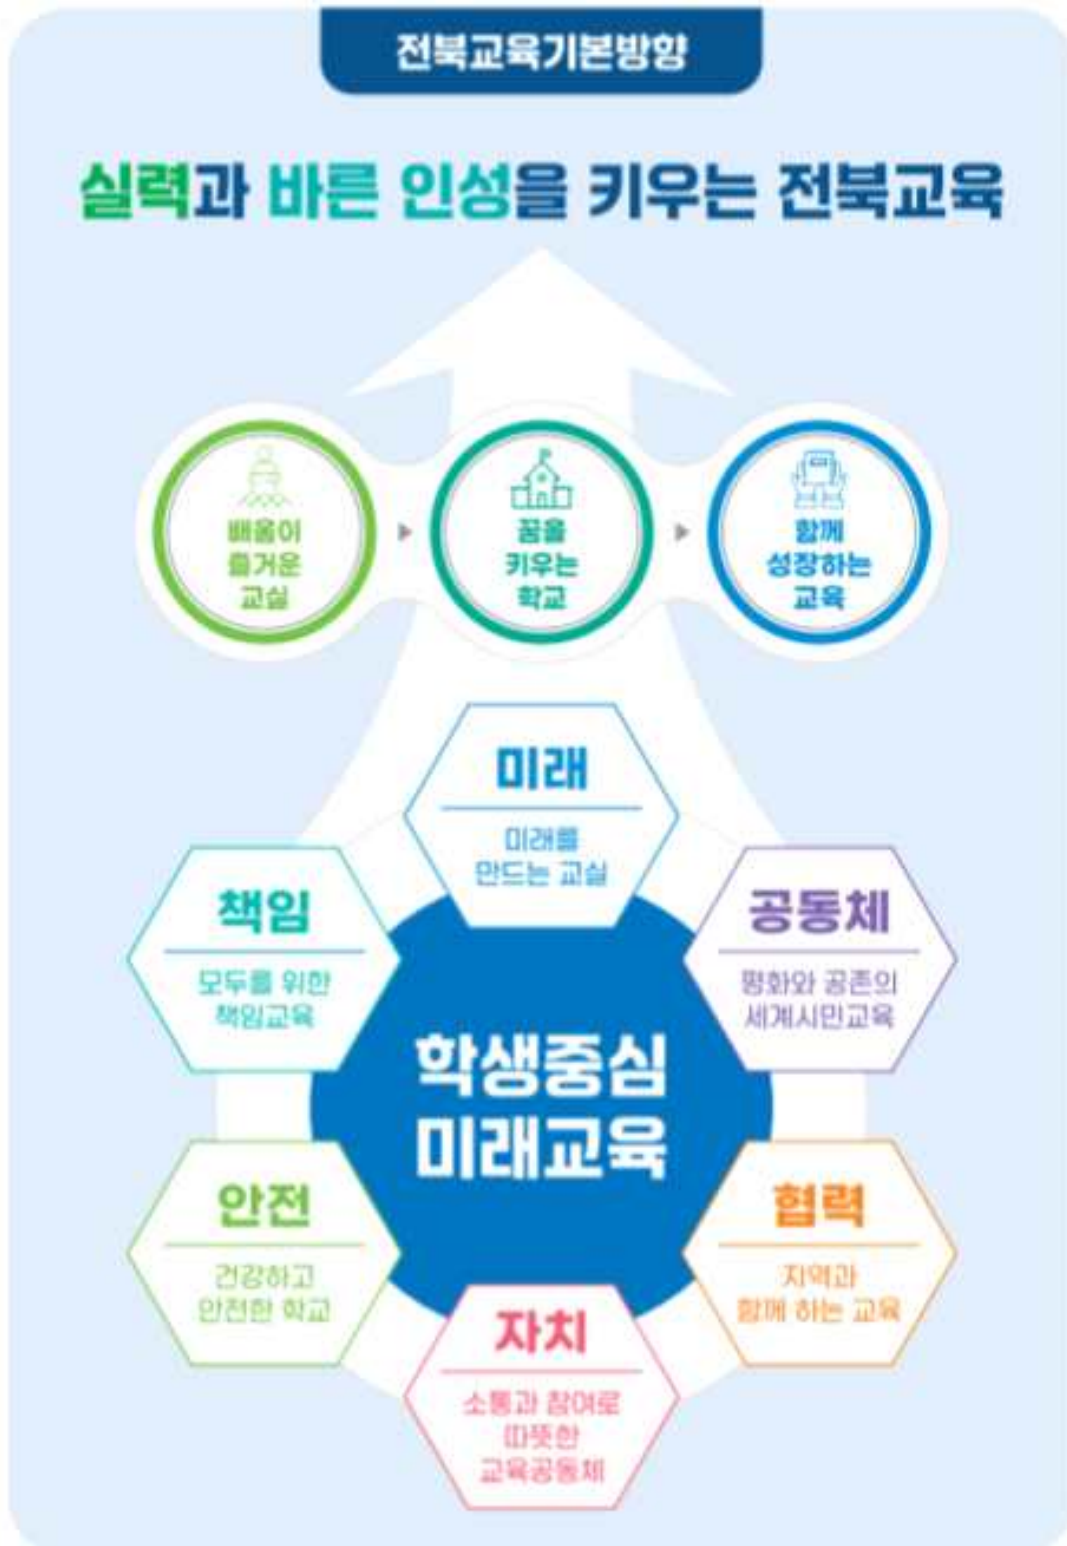 전북교육기본방향
실력과 바른 인성을 키우는 전북교육
배움이
즐거운
교실
꿈을
키우는
학교
함께
성장하는
교육
미래
미래를
만드는 교실
책임
모두를 위한
책임교육
공동체
평화와 공존의
세계시민교육
학생중심
미래교육
안전
건강하고
안전한 학교
협력
지역과
함께 하는 교육
자치
소통과 참여로
따뜻한
교육공동체